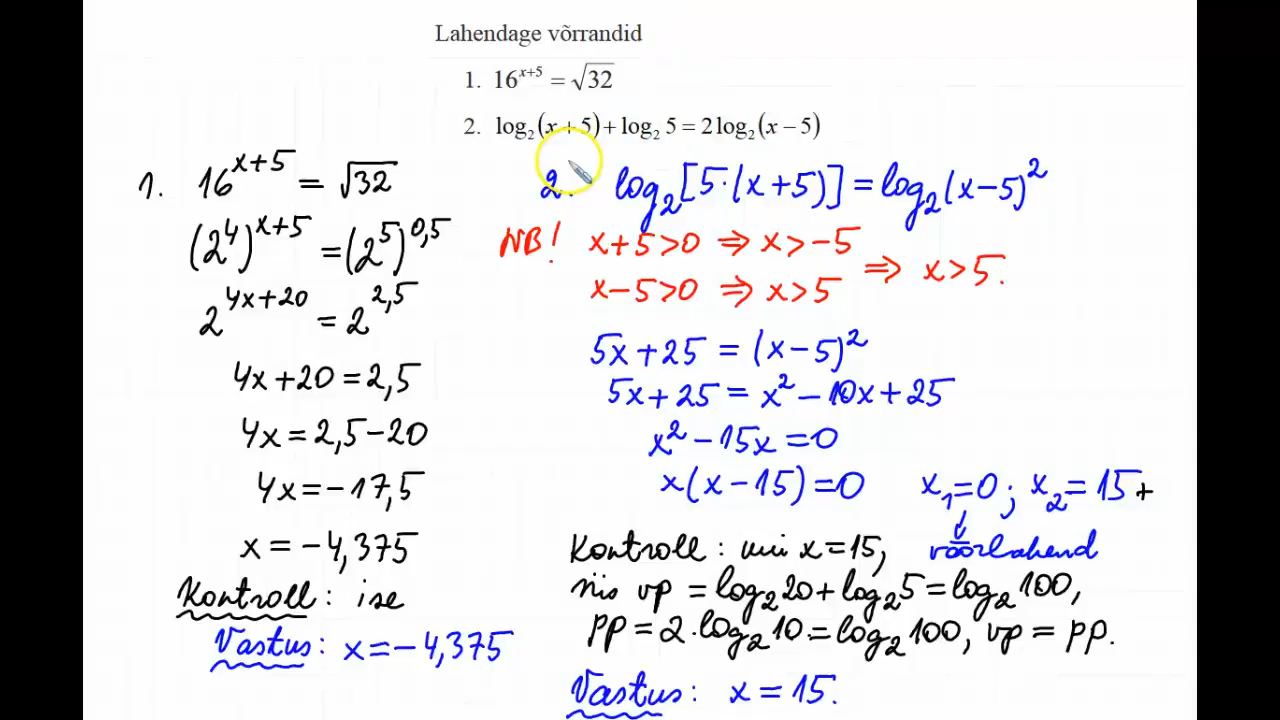 Lahendage võrrandid
1. 16^{x+5} = √32
2. log₂(x + 5) + log₂ 5 = 2 log₂(x − 5)
1. 16^{x+5} = √32
(2⁴)^{x+5} = (2⁵)^{0,5}
2^{4x+20} = 2^{2,5}
4x + 20 = 2,5
4x = 2,5 − 20
4x = −17,5
x = −4,375
Kontroll: ise
Vastus: x = −4,375
2. log₂[5·(x+5)] = log₂(x−5)²
NB! x+5>0 ⇒ x>−5
x−5>0 ⇒ x>5 ⇒ x>5.
5x + 25 = (x−5)²
5x + 25 = x² − 10x + 25
x² − 15x = 0
x(x − 15) = 0 x₁ = 0; x₂ = 15 +
↓
Kontroll: kui x = 15, võõrlahend
siis vp = log₂20 + log₂5 = log₂100,
pp = 2·log₂10 = log₂100, vp = pp.
Vastus: x = 15.